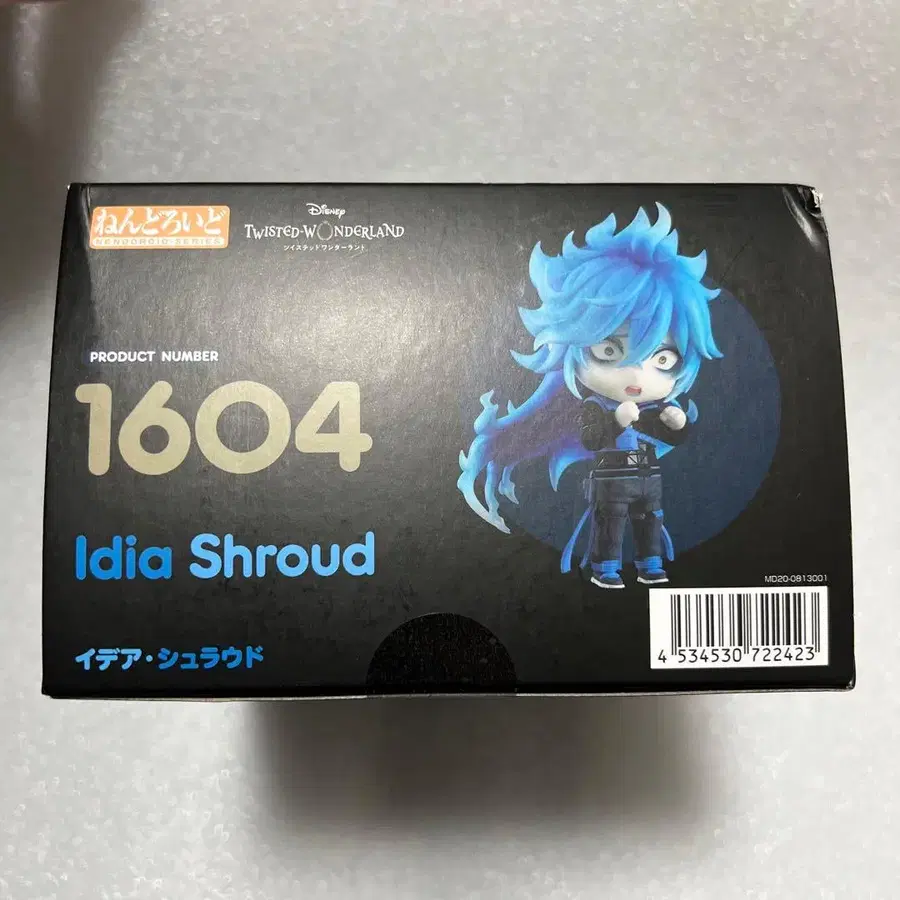 ねんどろいど
NENDOROID SERIES
Disney
TWISTED-WONDERLAND
ツイステッドワンダーランド
PRODUCT NUMBER
1604
Idia Shroud
イデア・シュラウド
MD20-0813001
4 534530 722423